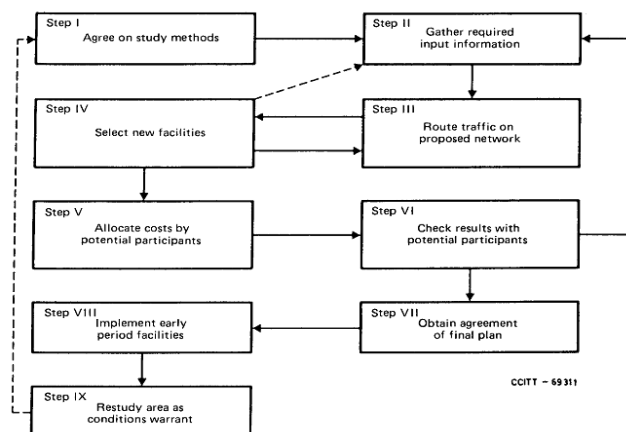 Step I
Agree on study methods
Step II
Gather required
input information
Step IV
Select new facilities
Step III
Route traffic on
proposed network
Step V
Allocate costs by
potential participants
Step VI
Check results with
potential participants
Step VIII
Implement early
period facilities
Step VII
Obtain agreement
of final plan
Step IX
Restudy area as
conditions warrant
CCITT – 69311